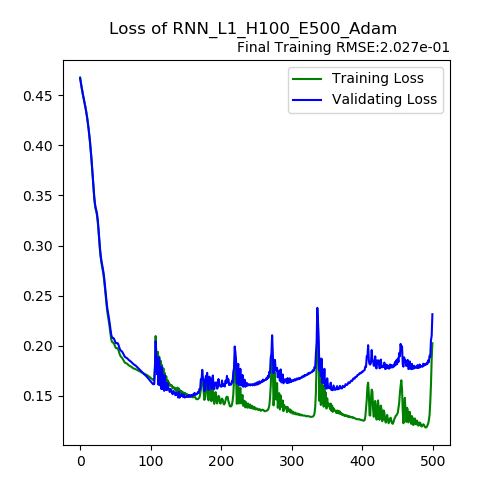 Loss of RNN_L1_H100_E500_Adam
Final Training RMSE:2.027e-01
Training Loss
Validating Loss
0.45
0.40
0.35
0.30
0.25
0.20
0.15
0 100 200 300 400 500